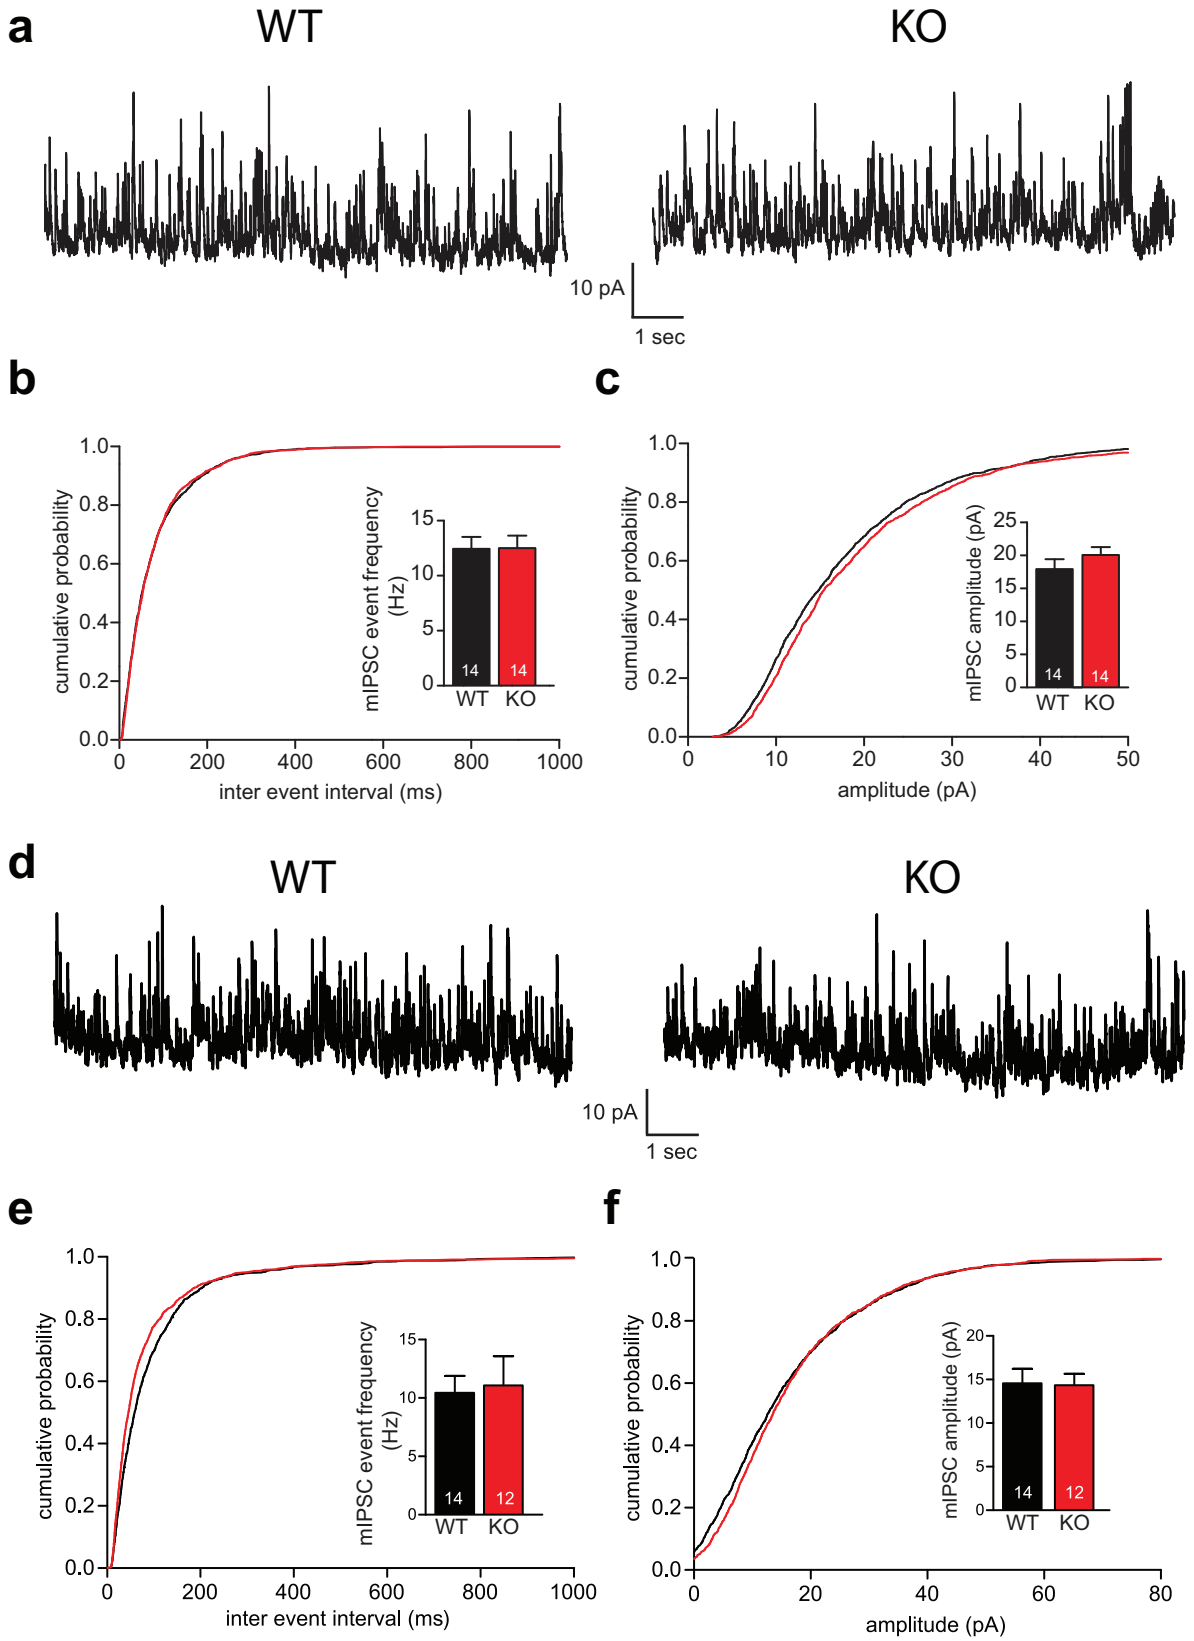 a
WT
KO
10 pA
1 sec
b
1.0
0.8
0.6
0.4
0.2
0.0
cumulative probability
0
200
400
600
800
1000
inter event interval (ms)
mIPSC event frequency
(Hz)
15
10
5
0
14
14
WT
KO
c
1.0
0.8
0.6
0.4
0.2
0.0
cumulative probability
0
10
20
30
40
50
amplitude (pA)
mIPSC amplitude (pA)
25
20
15
10
5
0
14
14
WT
KO
d
WT
KO
10 pA
1 sec
e
1.0
0.8
0.6
0.4
0.2
0.0
cumulative probability
0
200
400
600
800
1000
inter event interval (ms)
mIPSC event frequency
(Hz)
15
10
5
0
14
12
WT
KO
f
1.0
0.8
0.6
0.4
0.2
0.0
cumulative probability
0
20
40
60
80
amplitude (pA)
mIPSC amplitude (pA)
20
15
10
5
0
14
12
WT
KO